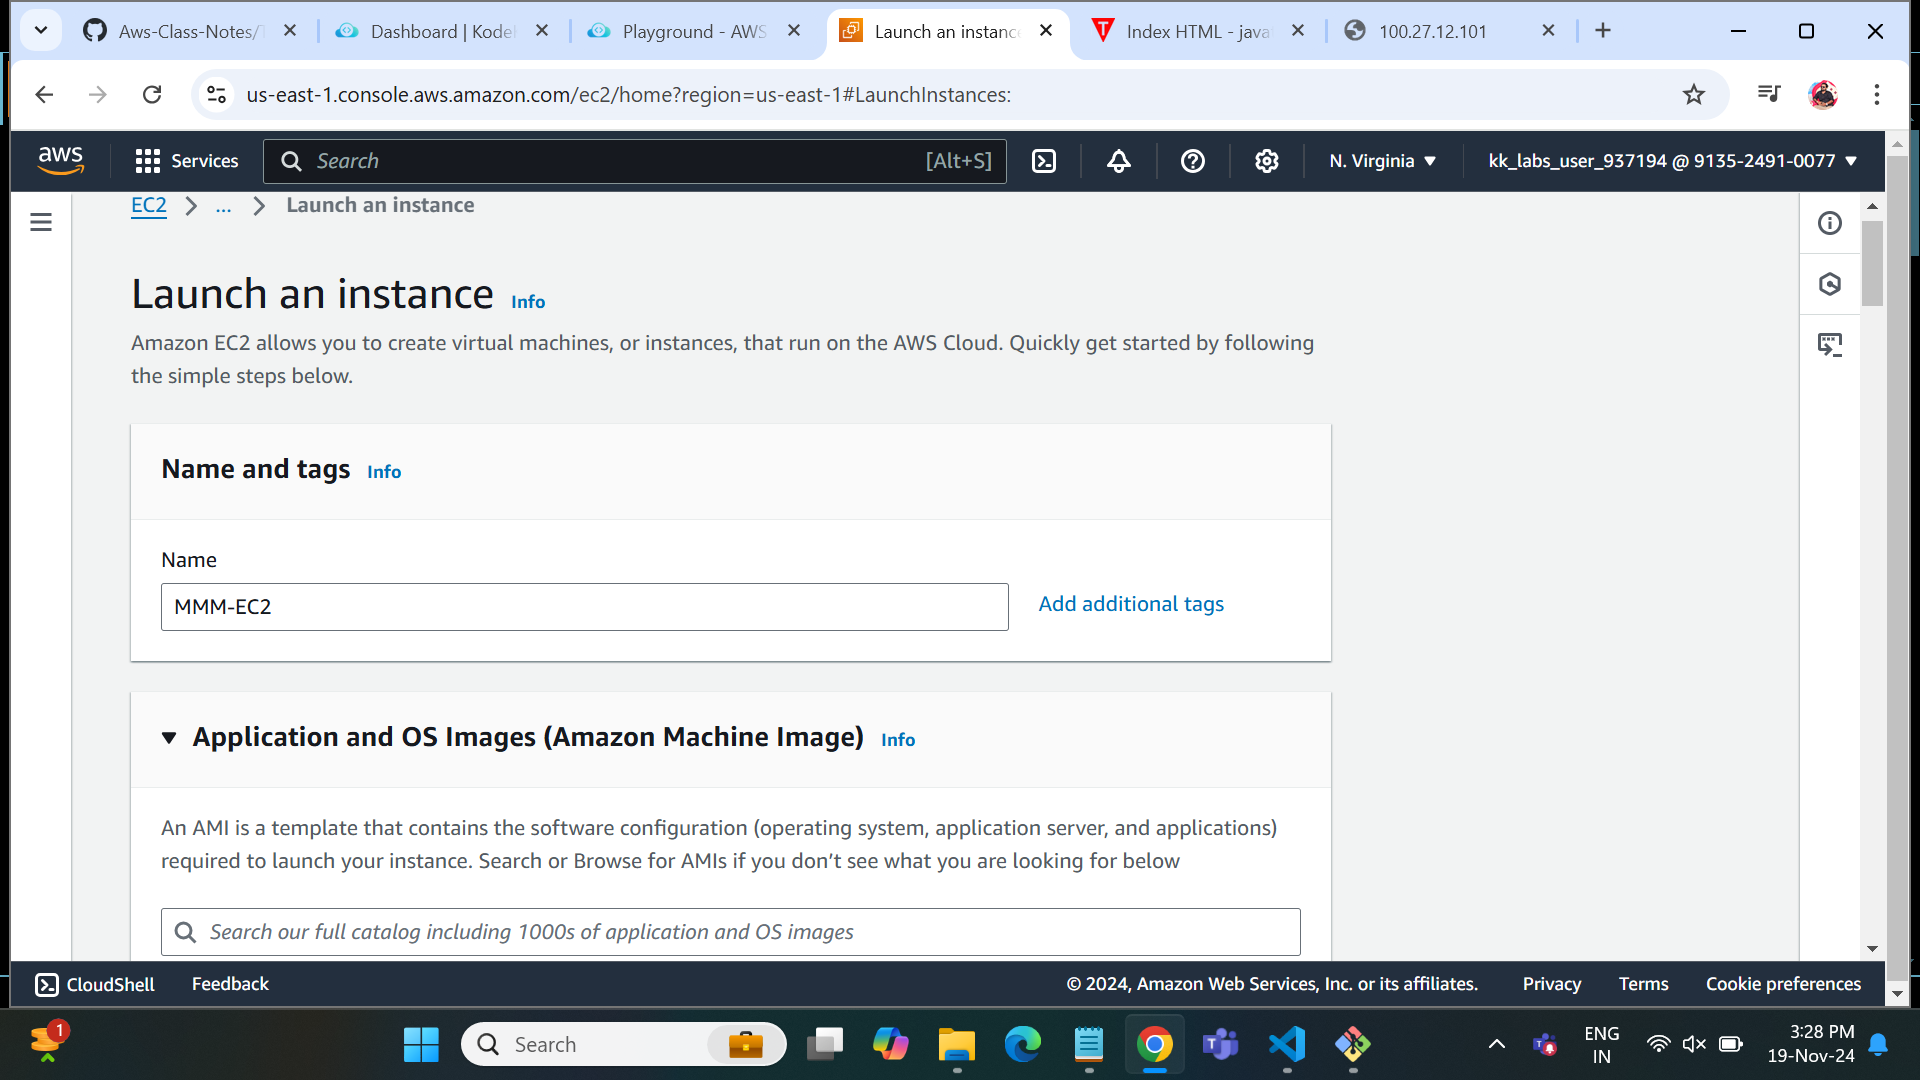 Aws-Class-Notes/
Dashboard | Kode
Playground - AWS
Launch an instanc
Index HTML - java
100.27.12.101
us-east-1.console.aws.amazon.com/ec2/home?region=us-east-1#LaunchInstances:
aws
Services
Search
[Alt+S]
N. Virginia
kk_labs_user_937194 @ 9135-2491-0077
EC2
...
Launch an instance
Launch an instance
Info
Amazon EC2 allows you to create virtual machines, or instances, that run on the AWS Cloud. Quickly get started by following
the simple steps below.
Name and tags
Info
Name
MMM-EC2
Add additional tags
Application and OS Images (Amazon Machine Image)
Info
An AMI is a template that contains the software configuration (operating system, application server, and applications)
required to launch your instance. Search or Browse for AMIs if you don’t see what you are looking for below
Search our full catalog including 1000s of application and OS images
CloudShell
Feedback
© 2024, Amazon Web Services, Inc. or its affiliates.
Privacy
Terms
Cookie preferences
1
Search
ENG
IN
3:28 PM
19-Nov-24